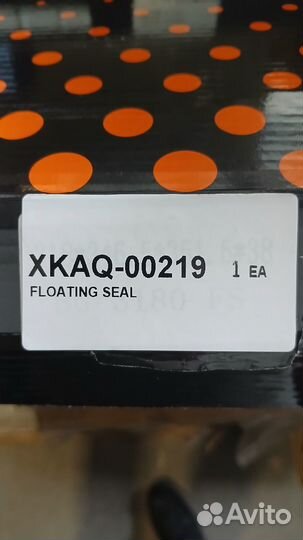 XKAQ-00219 1 EA
FLOATING SEAL
Avito